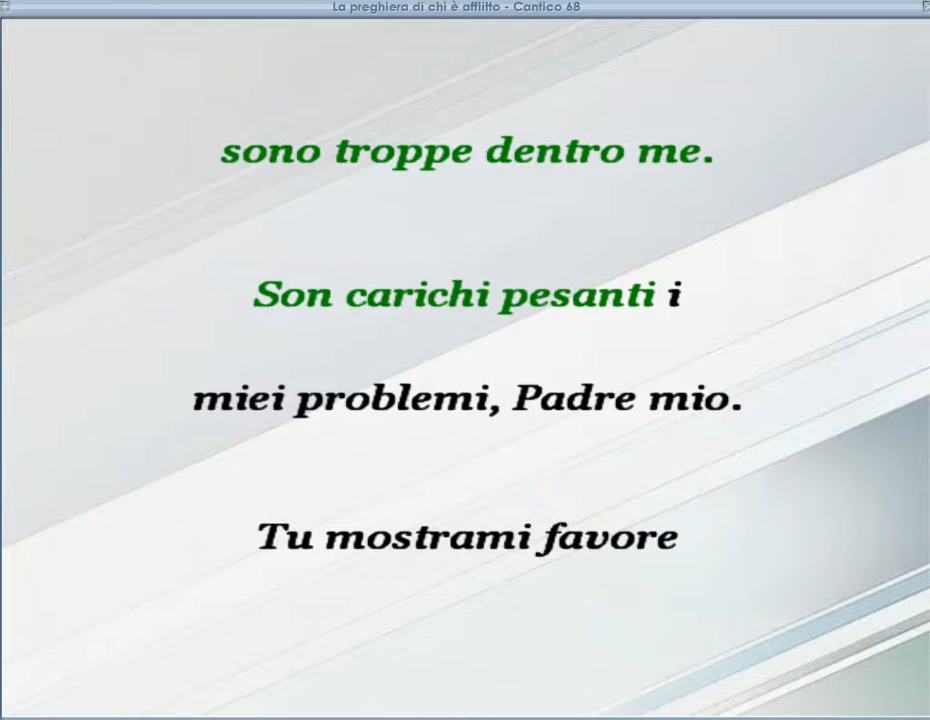 La preghiera di chi è afflitto - Cantico 68
sono troppe dentro me.
Son carichi pesanti i
miei problemi, Padre mio.
Tu mostrami favore